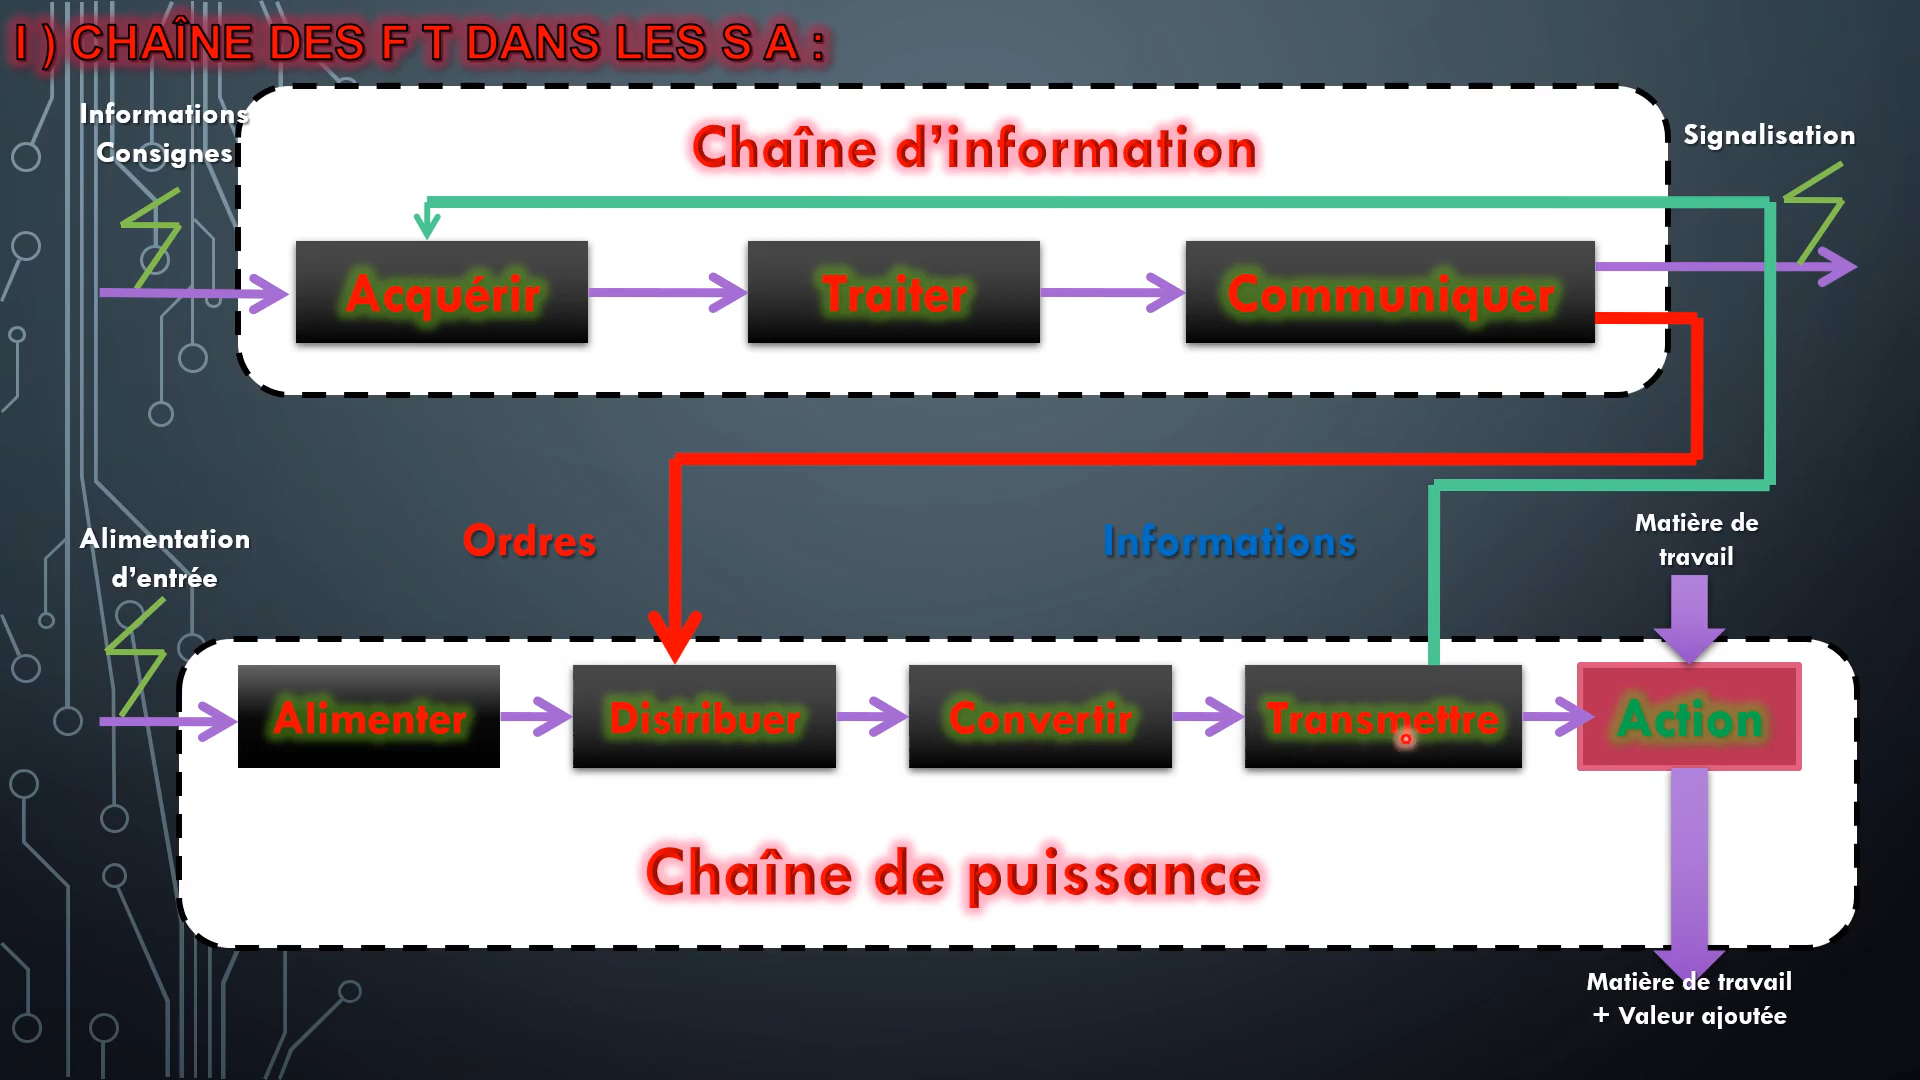 I ) CHAÎNE DES F T DANS LES S A :
Informations
Consignes
Chaîne d’information
Signalisation
Acquérir
Traiter
Communiquer
Alimentation
d’entrée
Ordres
Informations
Matière de
travail
Alimenter
Distribuer
Convertir
Transmettre
Action
Chaîne de puissance
Matière de travail
+ Valeur ajoutée